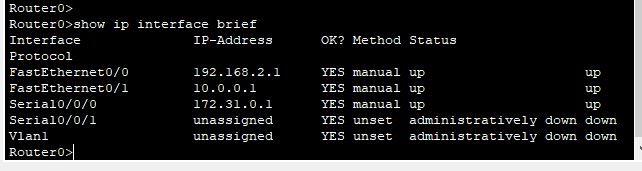 Router0>
Router0>show ip interface brief
Interface              IP-Address      OK? Method Status
Protocol
FastEthernet0/0        192.168.2.1     YES manual up                    up
FastEthernet0/1        10.0.0.1        YES manual up                    up
Serial0/0/0            172.31.0.1      YES manual up                    up
Serial0/0/1            unassigned      YES unset  administratively down down
Vlan1                  unassigned      YES unset  administratively down down
Router0>